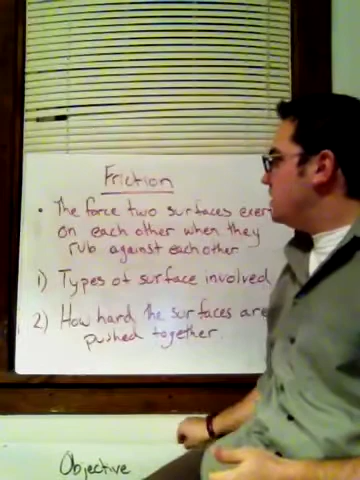 Friction
• The force two surfaces exer
on each other when they
rub against each other
1) Types of surface involved
2) How hard the surfaces are
pushed together.
Objective